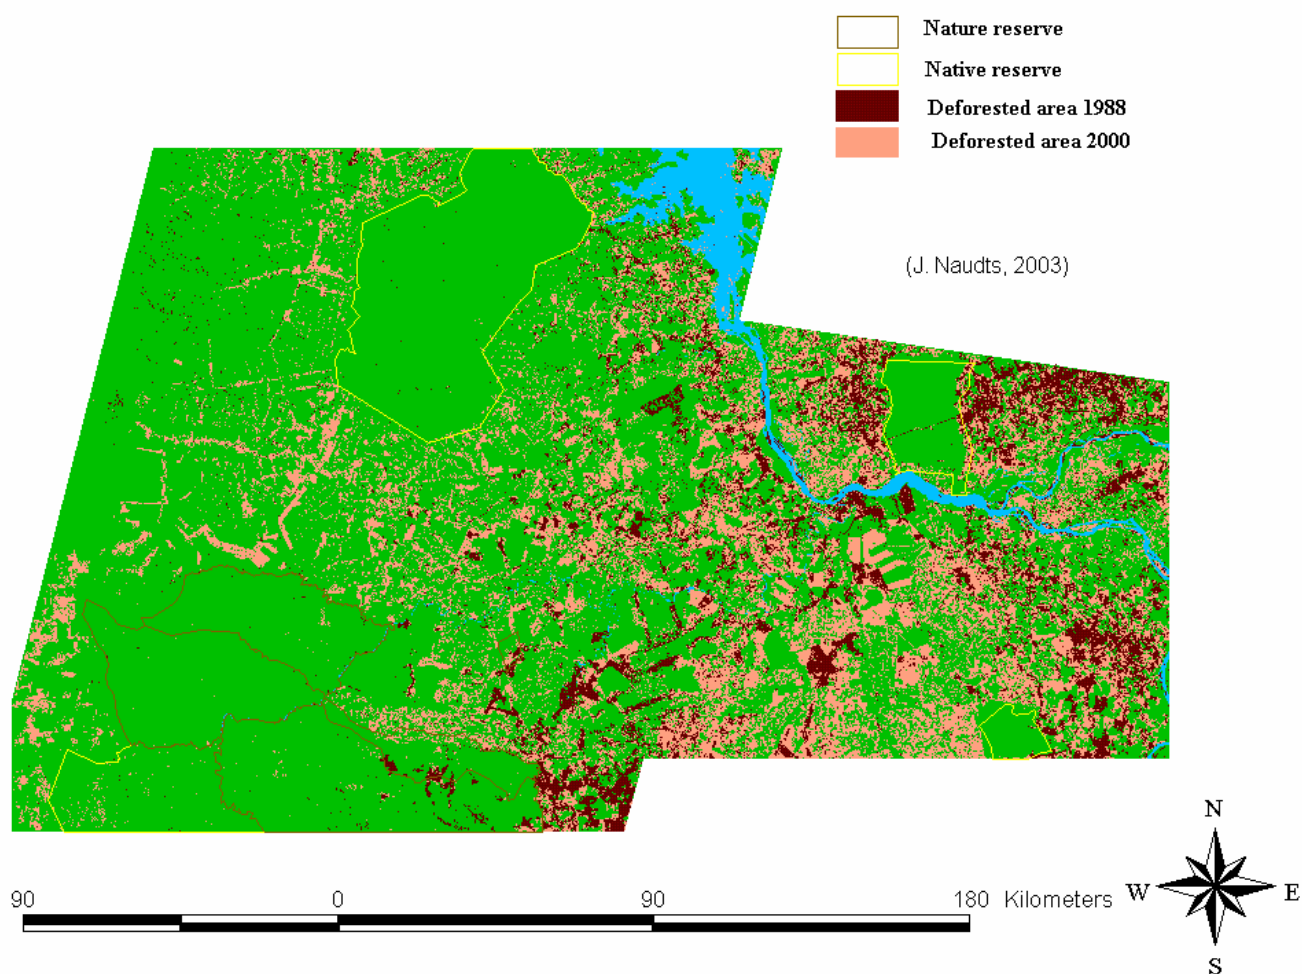 Nature reserve
Native reserve
Deforested area 1988
Deforested area 2000
(J. Naudts, 2003)
N
W E
S
90 0 90 180 Kilometers